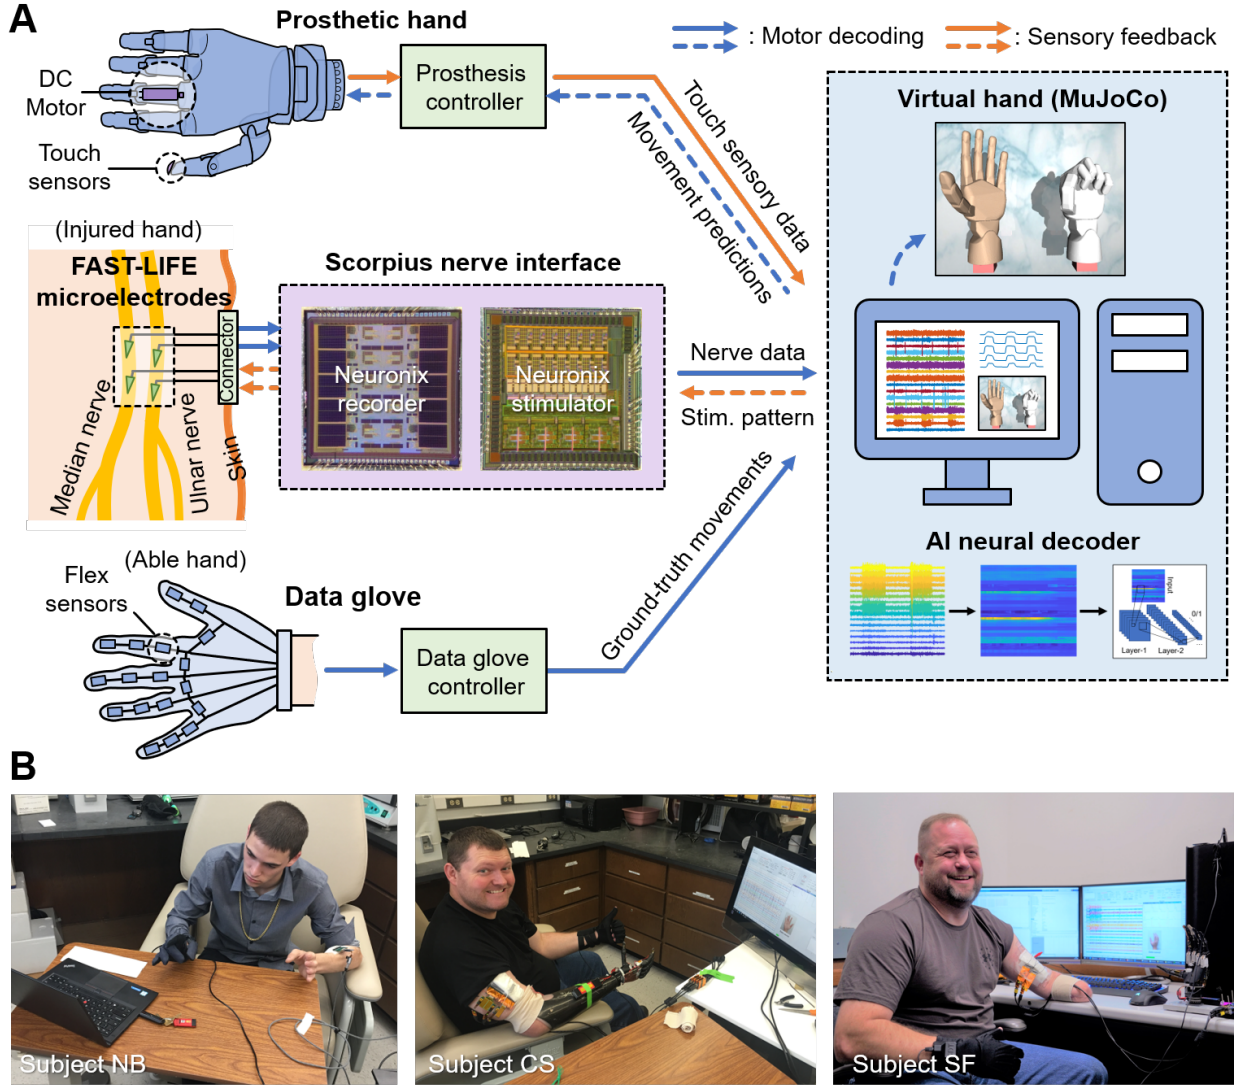 A
Prosthetic hand
: Motor decoding
: Sensory feedback
DC
Motor
Prosthesis
controller
Touch
sensors
Touch sensory data
Movement predictions
Virtual hand (MuJoCo)
(Injured hand)
FAST-LIFE
microelectrodes
Connector
Median nerve
Ulnar nerve
Skin
Scorpius nerve interface
Neuronix
recorder
Neuronix
stimulator
Nerve data
Stim. pattern
AI neural decoder
Input
0/1
Layer-1
Layer-2
(Able hand)
Flex
sensors
Data glove
Data glove
controller
Ground-truth movements
B
Subject NB
Subject CS
Subject SF